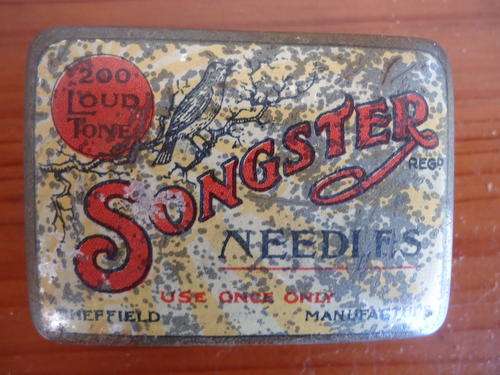 200
LOUD
TONE
SONGSTER
REGD
NEEDLES
USE ONCE ONLY
SHEFFIELD MANUFACTURE